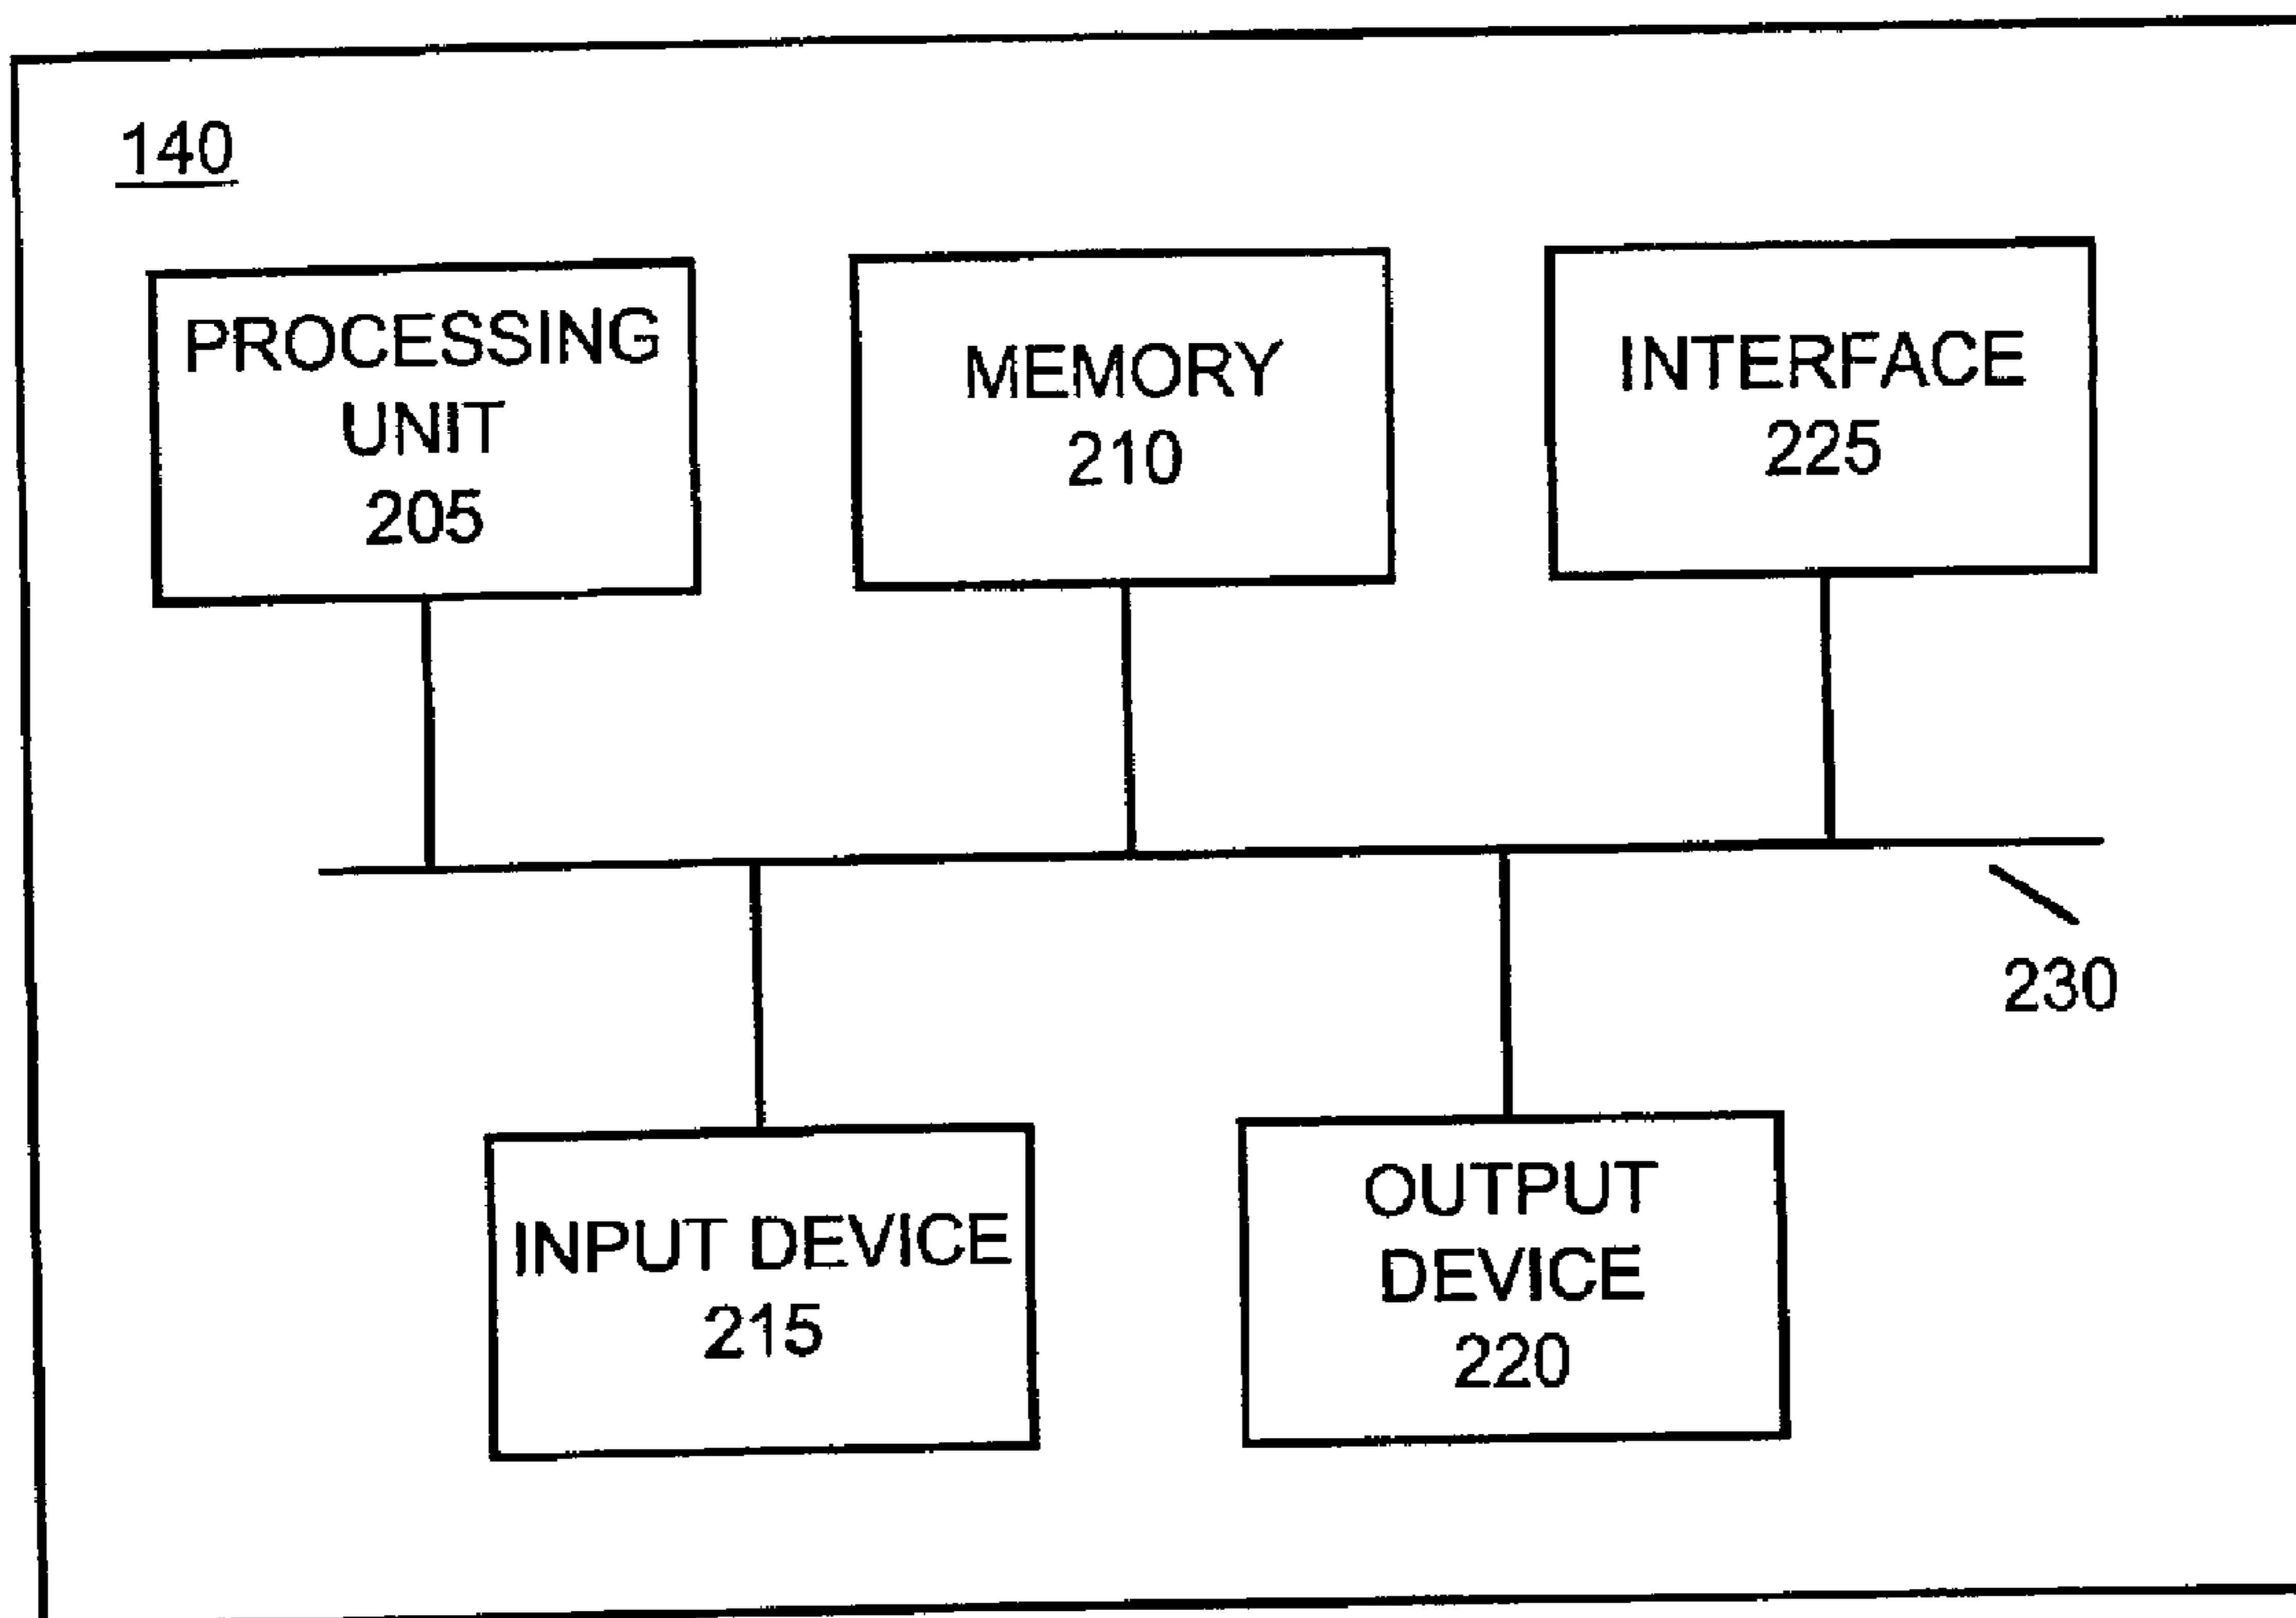 140
PROCESSING
UNIT
205
MEMORY
210
INTERFACE
225
230
INPUT DEVICE
215
OUTPUT
DEVICE
220